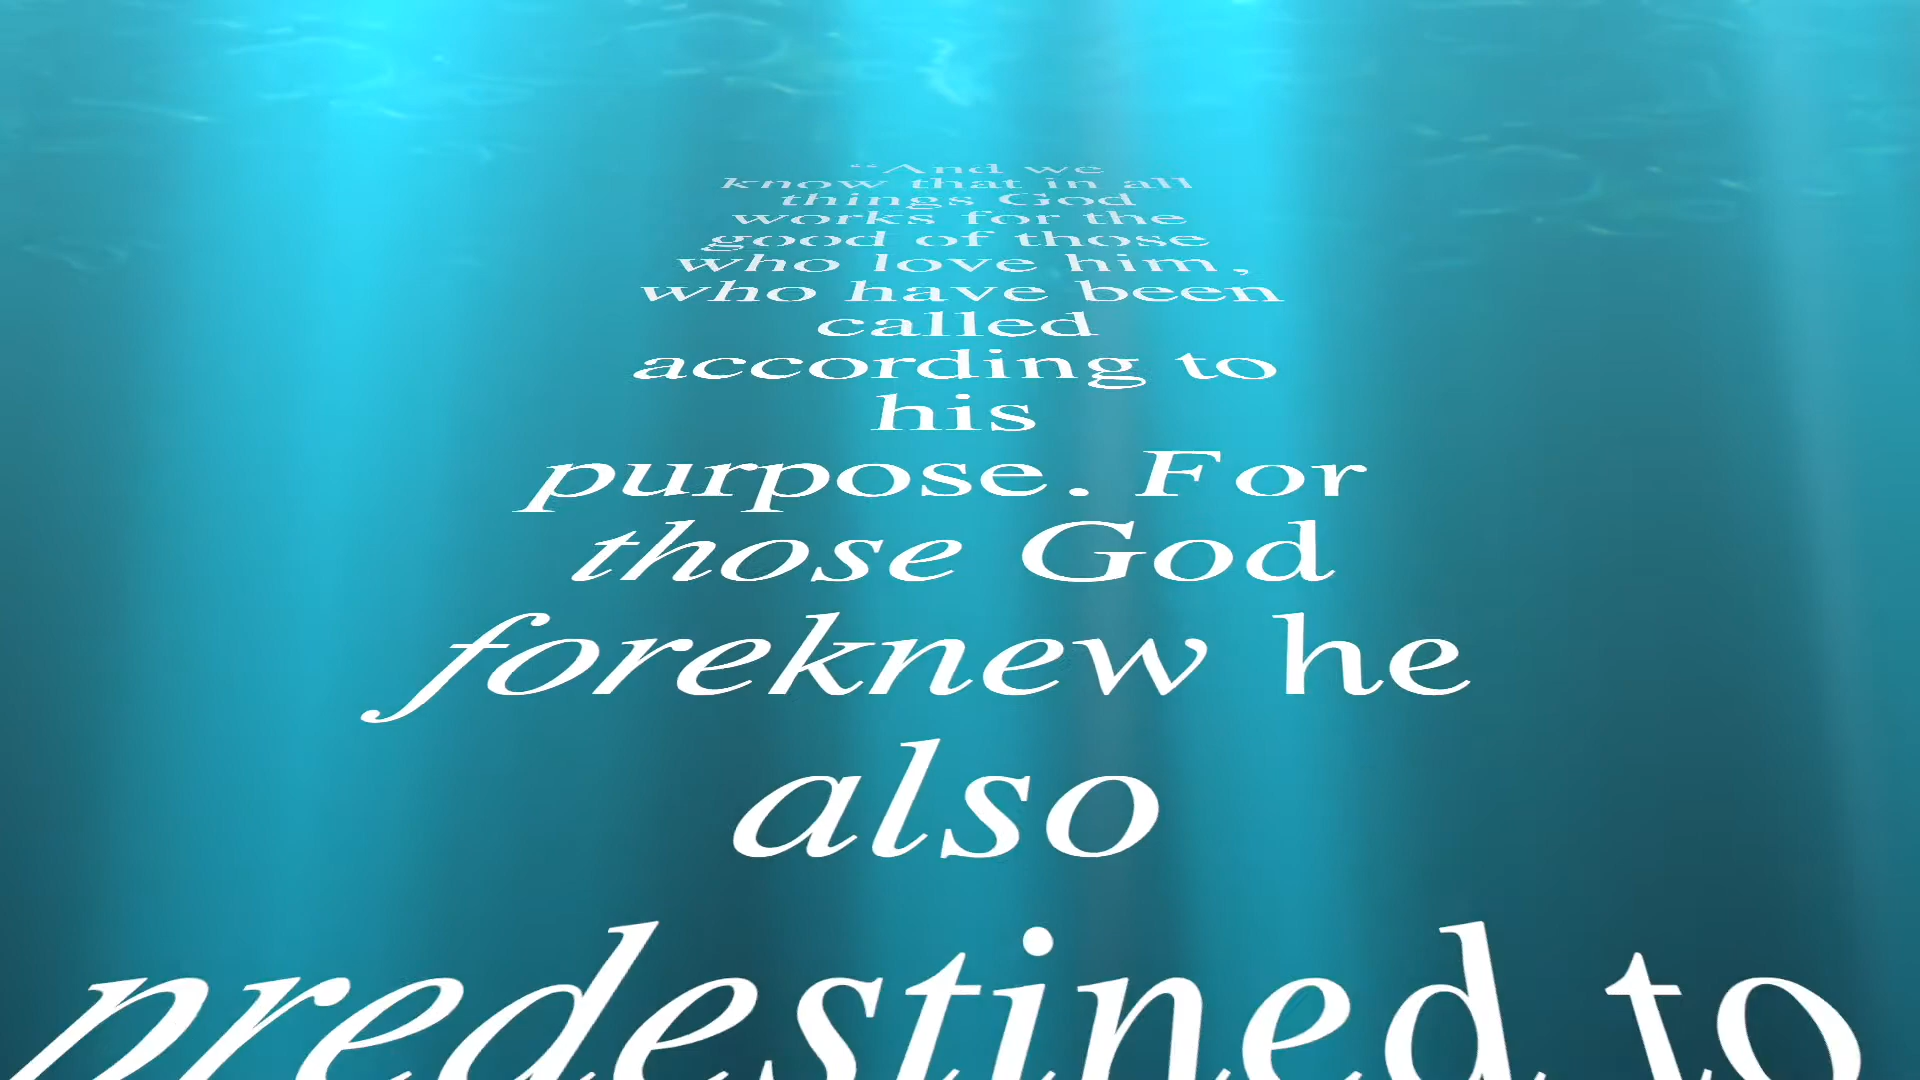 “And we
know that in all
things God
works for the
good of those
who love him,
who have been
called
according to
his
purpose. For
those God
foreknew he
also
predestined to